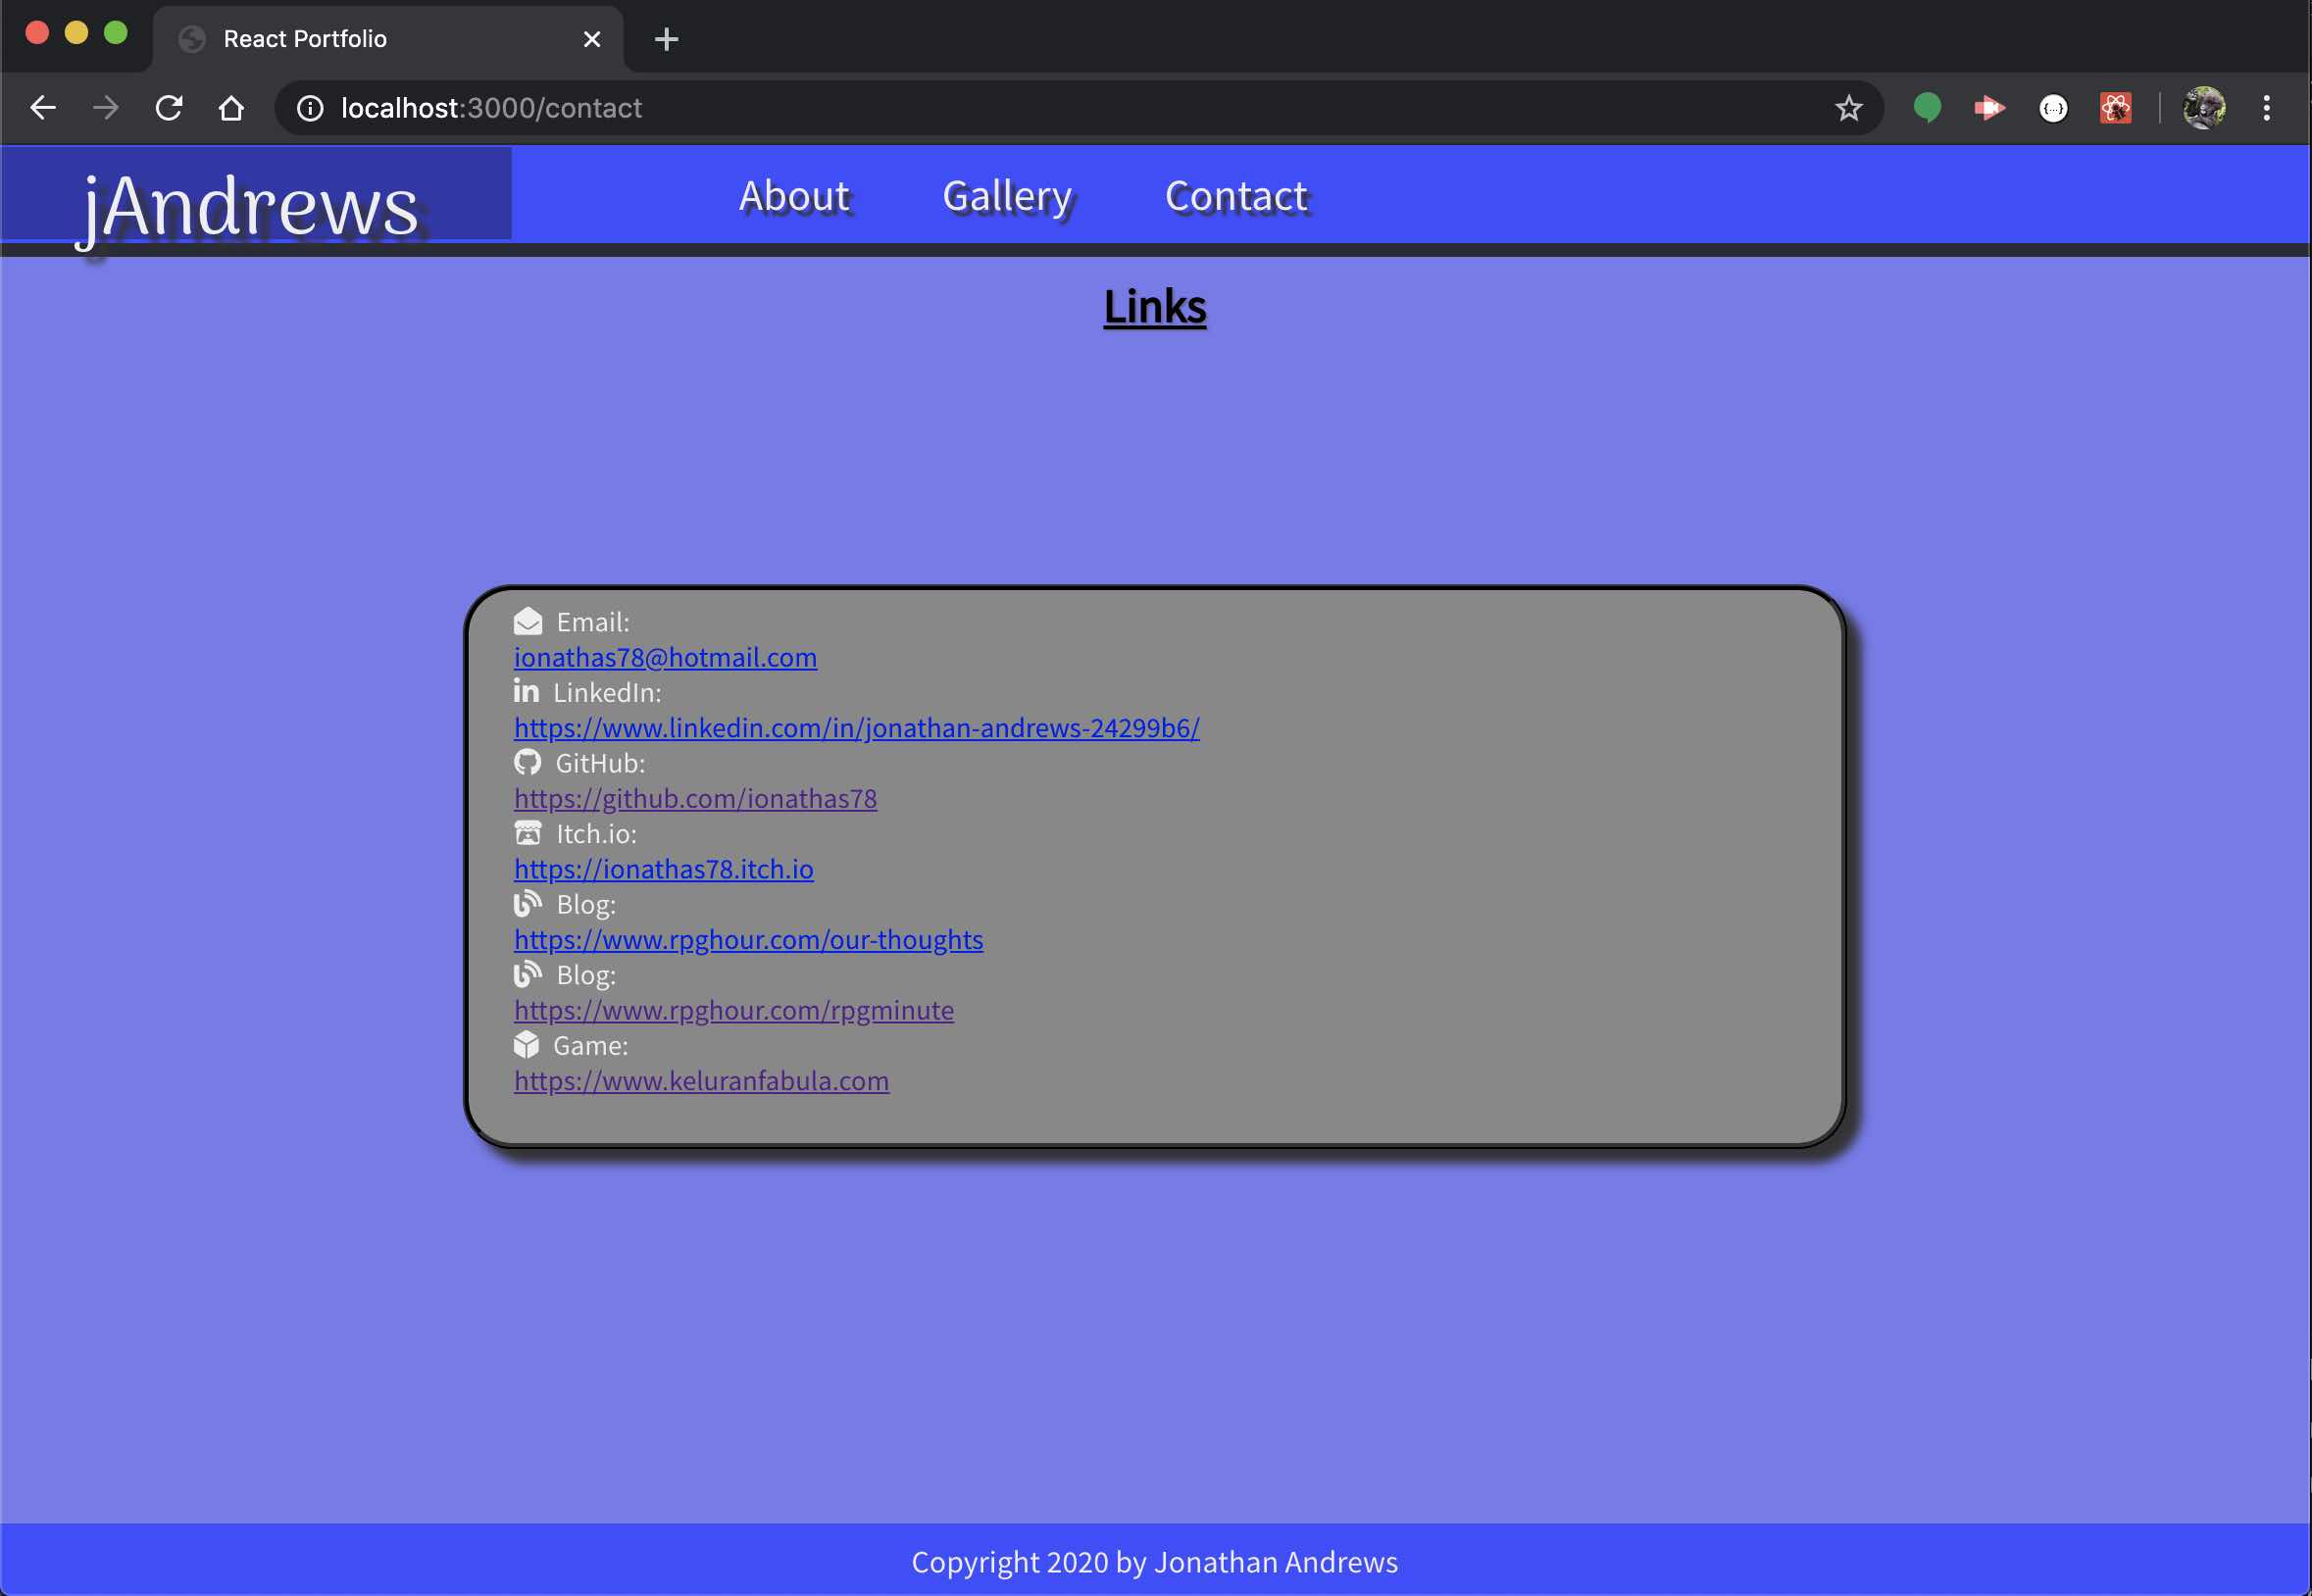 React Portfolio
localhost:3000/contact
jAndrews
About Gallery Contact
Links
Email:
ionathas78@hotmail.com
in LinkedIn:
https://www.linkedin.com/in/jonathan-andrews-24299b6/
GitHub:
https://github.com/ionathas78
Itch.io:
https://ionathas78.itch.io
Blog:
https://www.rpghour.com/our-thoughts
Blog:
https://www.rpghour.com/rpgminute
Game:
https://www.keluranfabula.com
Copyright 2020 by Jonathan Andrews